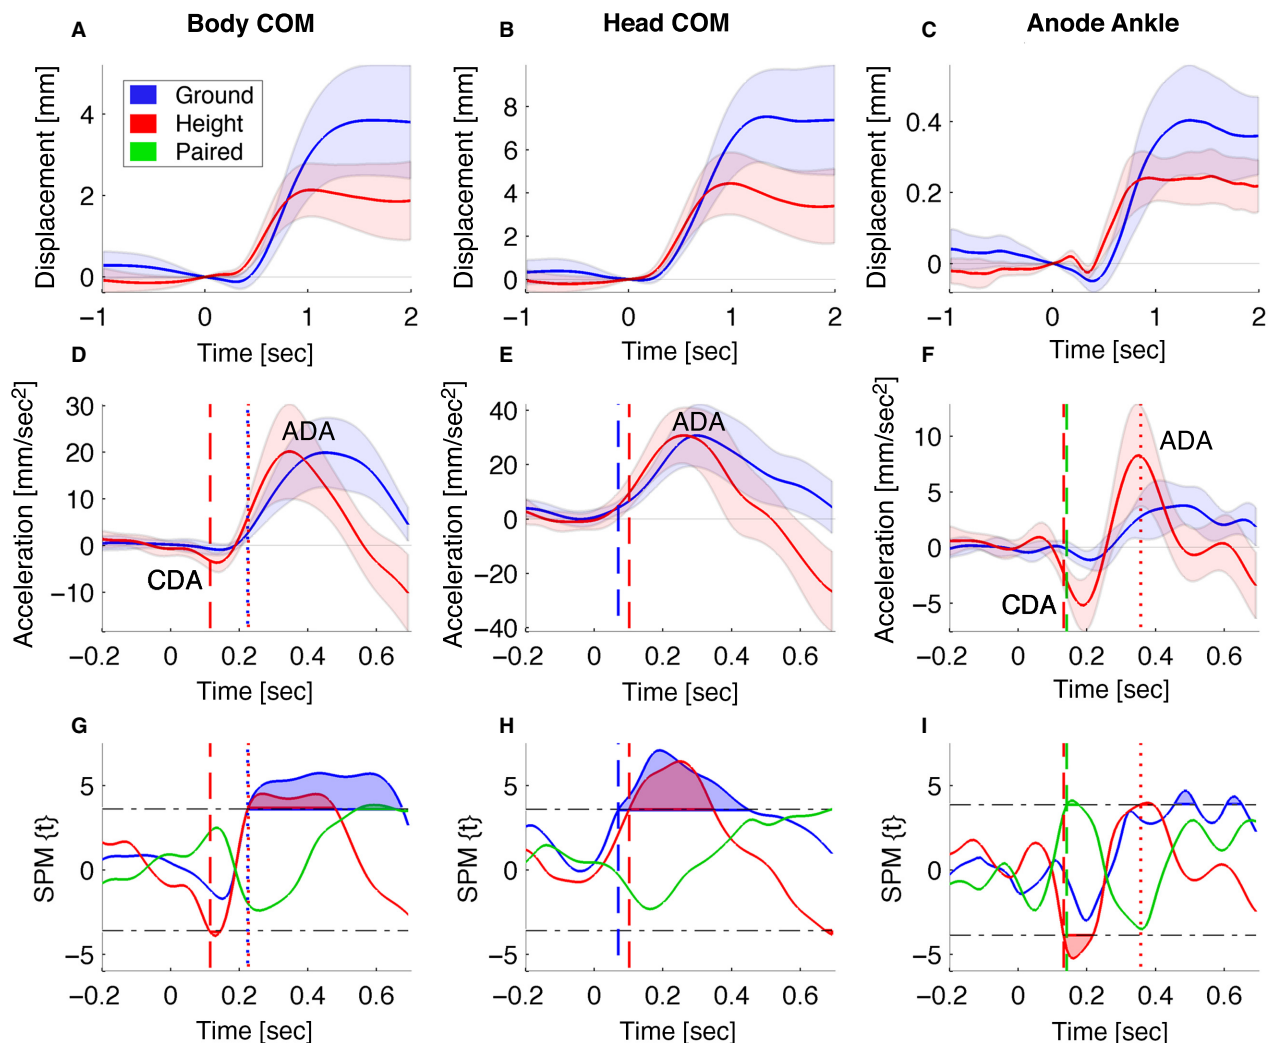 A Body COM
B Head COM
C Anode Ankle
Displacement [mm]
4
2
0
−1 0 1 2
Time [sec]
Ground
Height
Paired
Displacement [mm]
8
6
4
2
0
−1 0 1 2
Time [sec]
Displacement [mm]
0.4
0.2
0
−1 0 1 2
Time [sec]
D
Acceleration [mm/sec²]
30
20
10
0
−10
ADA
CDA
−0.2 0 0.2 0.4 0.6
Time [sec]
E
Acceleration [mm/sec²]
40
20
0
−20
−40
ADA
−0.2 0 0.2 0.4 0.6
Time [sec]
F
Acceleration [mm/sec²]
10
5
0
−5
ADA
CDA
−0.2 0 0.2 0.4 0.6
Time [sec]
G
SPM {t}
5
0
−5
−0.2 0 0.2 0.4 0.6
Time [sec]
H
SPM {t}
5
0
−5
−0.2 0 0.2 0.4 0.6
Time [sec]
I
SPM {t}
5
0
−5
−0.2 0 0.2 0.4 0.6
Time [sec]